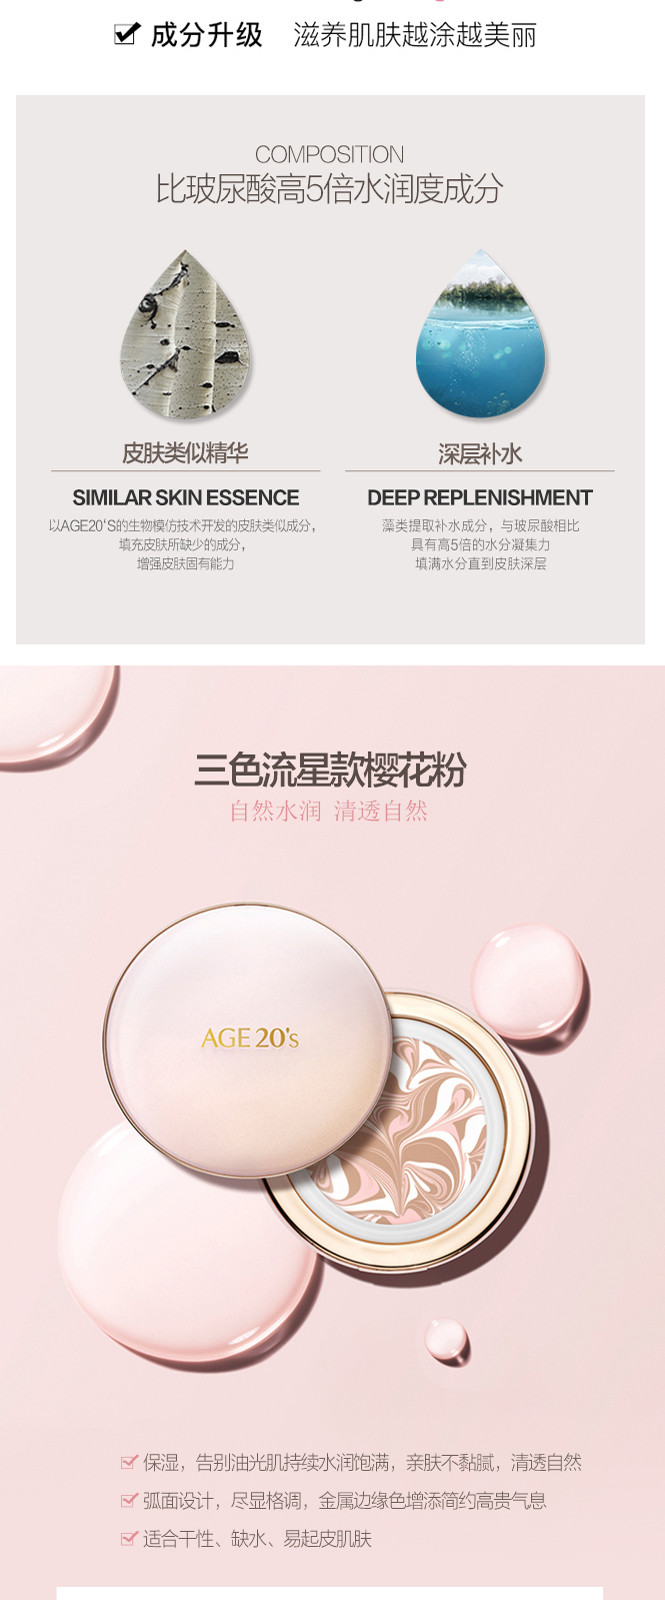 成分升级 滋养肌肤越涂越美丽
COMPOSITION
比玻尿酸高5倍水润度成分
皮肤类似精华
SIMILAR SKIN ESSENCE
以AGE20'S的生物模仿技术开发的皮肤类似成分，
填充皮肤所缺少的成分，
增强皮肤固有能力
深层补水
DEEP REPLENISHMENT
藻类提取补水成分，与玻尿酸相比
具有高5倍的水分凝集力
填满水分直到皮肤深层
三色流星款樱花粉
自然水润 清透自然
AGE 20's
保湿，告别油光肌持续水润饱满，亲肤不黏腻，清透自然
弧面设计，尽显格调，金属边缘色增添简约高贵气息
适合干性、缺水、易起皮肌肤